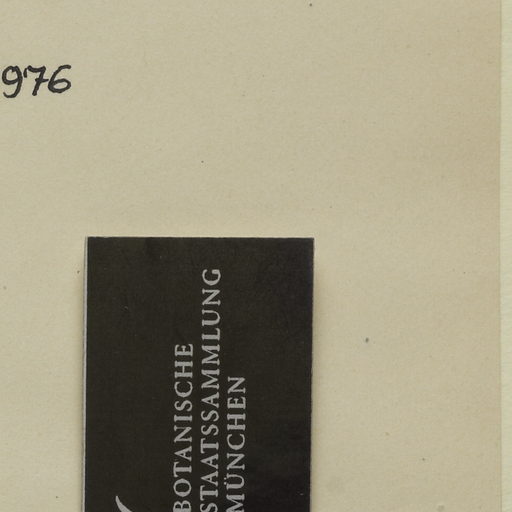 976
BOTANISCHE
STAATSSAMMLUNG
MÜNCHEN